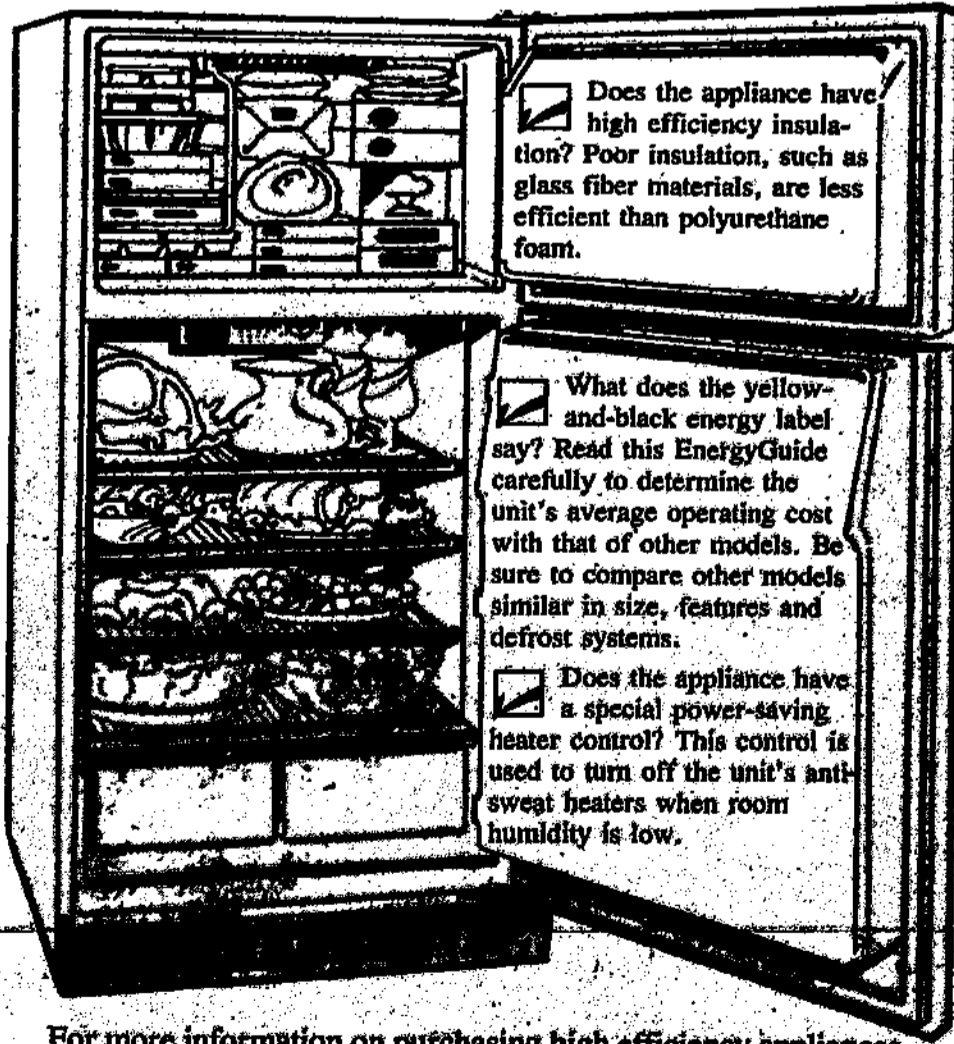 Does the appliance have
high efficiency insula-
tion? Poor insulation, such as
glass fiber materials, are less
efficient than polyurethane
foamt.
What does the yellow-
and-black energy label
say? Read this EnergyGuide
carefully to determine the
unit's average operating cost
with that of other models. Be
sure to compare other models
similar in size, features and
defrost systems.
Does the appliance have
a special power-saving
heater control? This control is
used to turn off the unit's anti-
sweat heaters when room
humidity is low.
For more information on purchasing high efficiency appliances